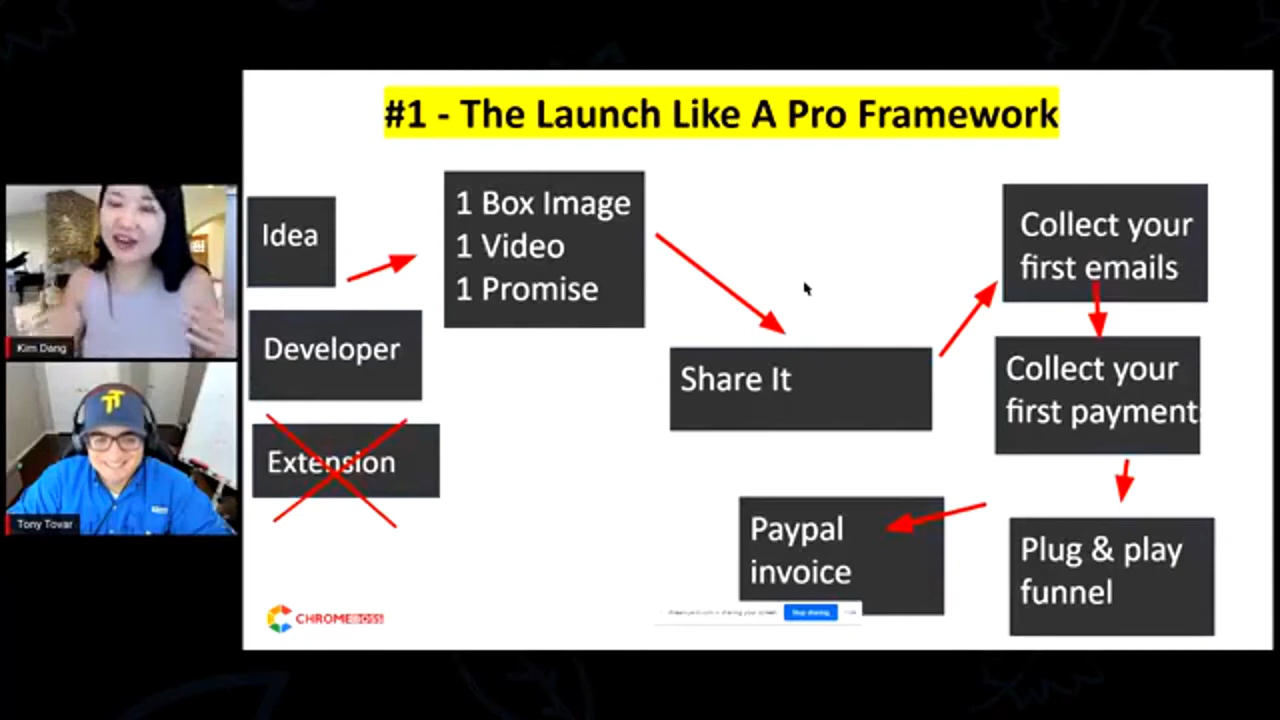 #1 - The Launch Like A Pro Framework
Idea
1 Box Image
1 Video
1 Promise
Collect your
first emails
Developer
Share It
Collect your
first payment
Extension
Paypal
invoice
Plug & play
funnel
Kim Dang
Tony Tovar
TT
CHROMEBOSS
Stop sharing